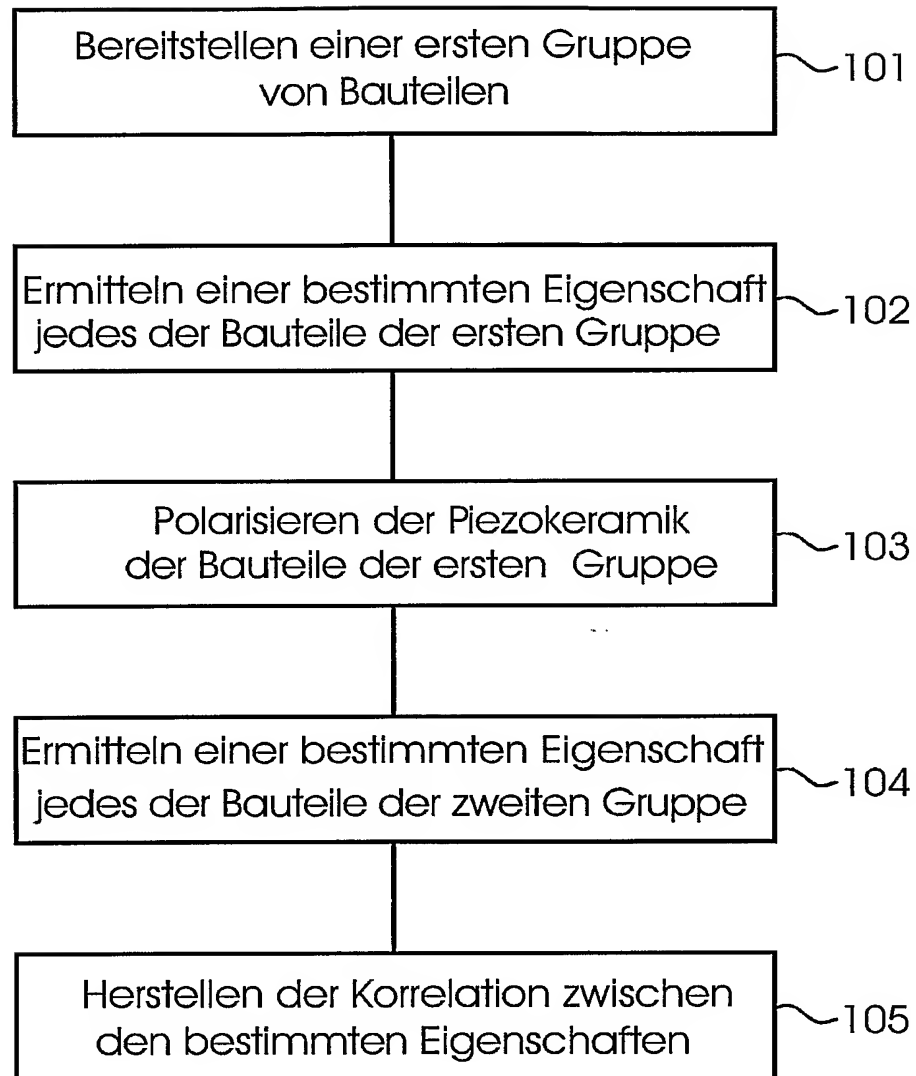 Bereitstellen einer ersten Gruppe
von Bauteilen
101
Ermitteln einer bestimmten Eigenschaft
jedes der Bauteile der ersten Gruppe
102
Polarisieren der Piezokeramik
der Bauteile der ersten Gruppe
103
Ermitteln einer bestimmten Eigenschaft
jedes der Bauteile der zweiten Gruppe
104
Herstellen der Korrelation zwischen
den bestimmten Eigenschaften
105